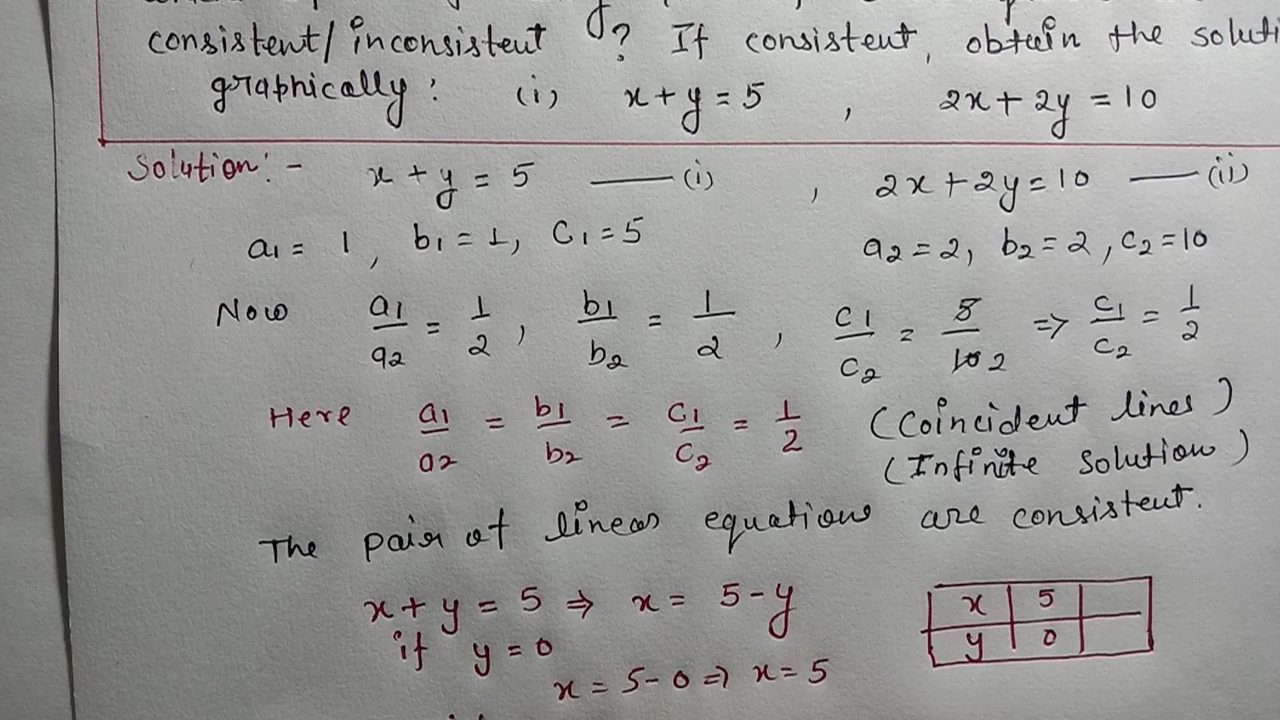 consistent/inconsistent ? If consistent, obtain the soluti
graphically : (i) x+y=5 , 2x+2y=10
Solution:- x+y=5 —(i) , 2x+2y=10 —(ii)
a1= 1, b1=1, C1=5 a2=2, b2=2, c2=10
Now a1/a2 = 1/2, b1/b2 = 1/2, c1/c2 = 5/10 2 => c1/c2 = 1/2
Here a1/a2 = b1/b2 = c1/c2 = 1/2 (Coincident lines)
(Infinite Solution)
The pair of linear equations are consistent.
x+y=5 => x= 5-y
x 5
if y=0
y 0
x=5-0=> x=5